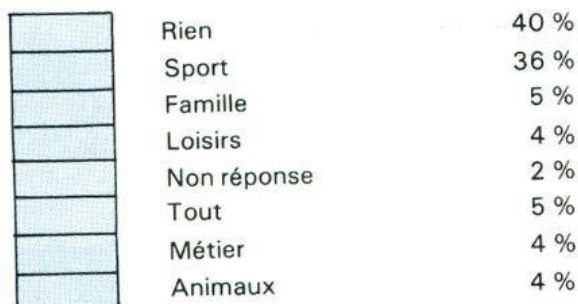 Rien 40 %
Sport 36 %
Famille 5 %
Loisirs 4 %
Non réponse 2 %
Tout 5 %
Métier 4 %
Animaux 4 %